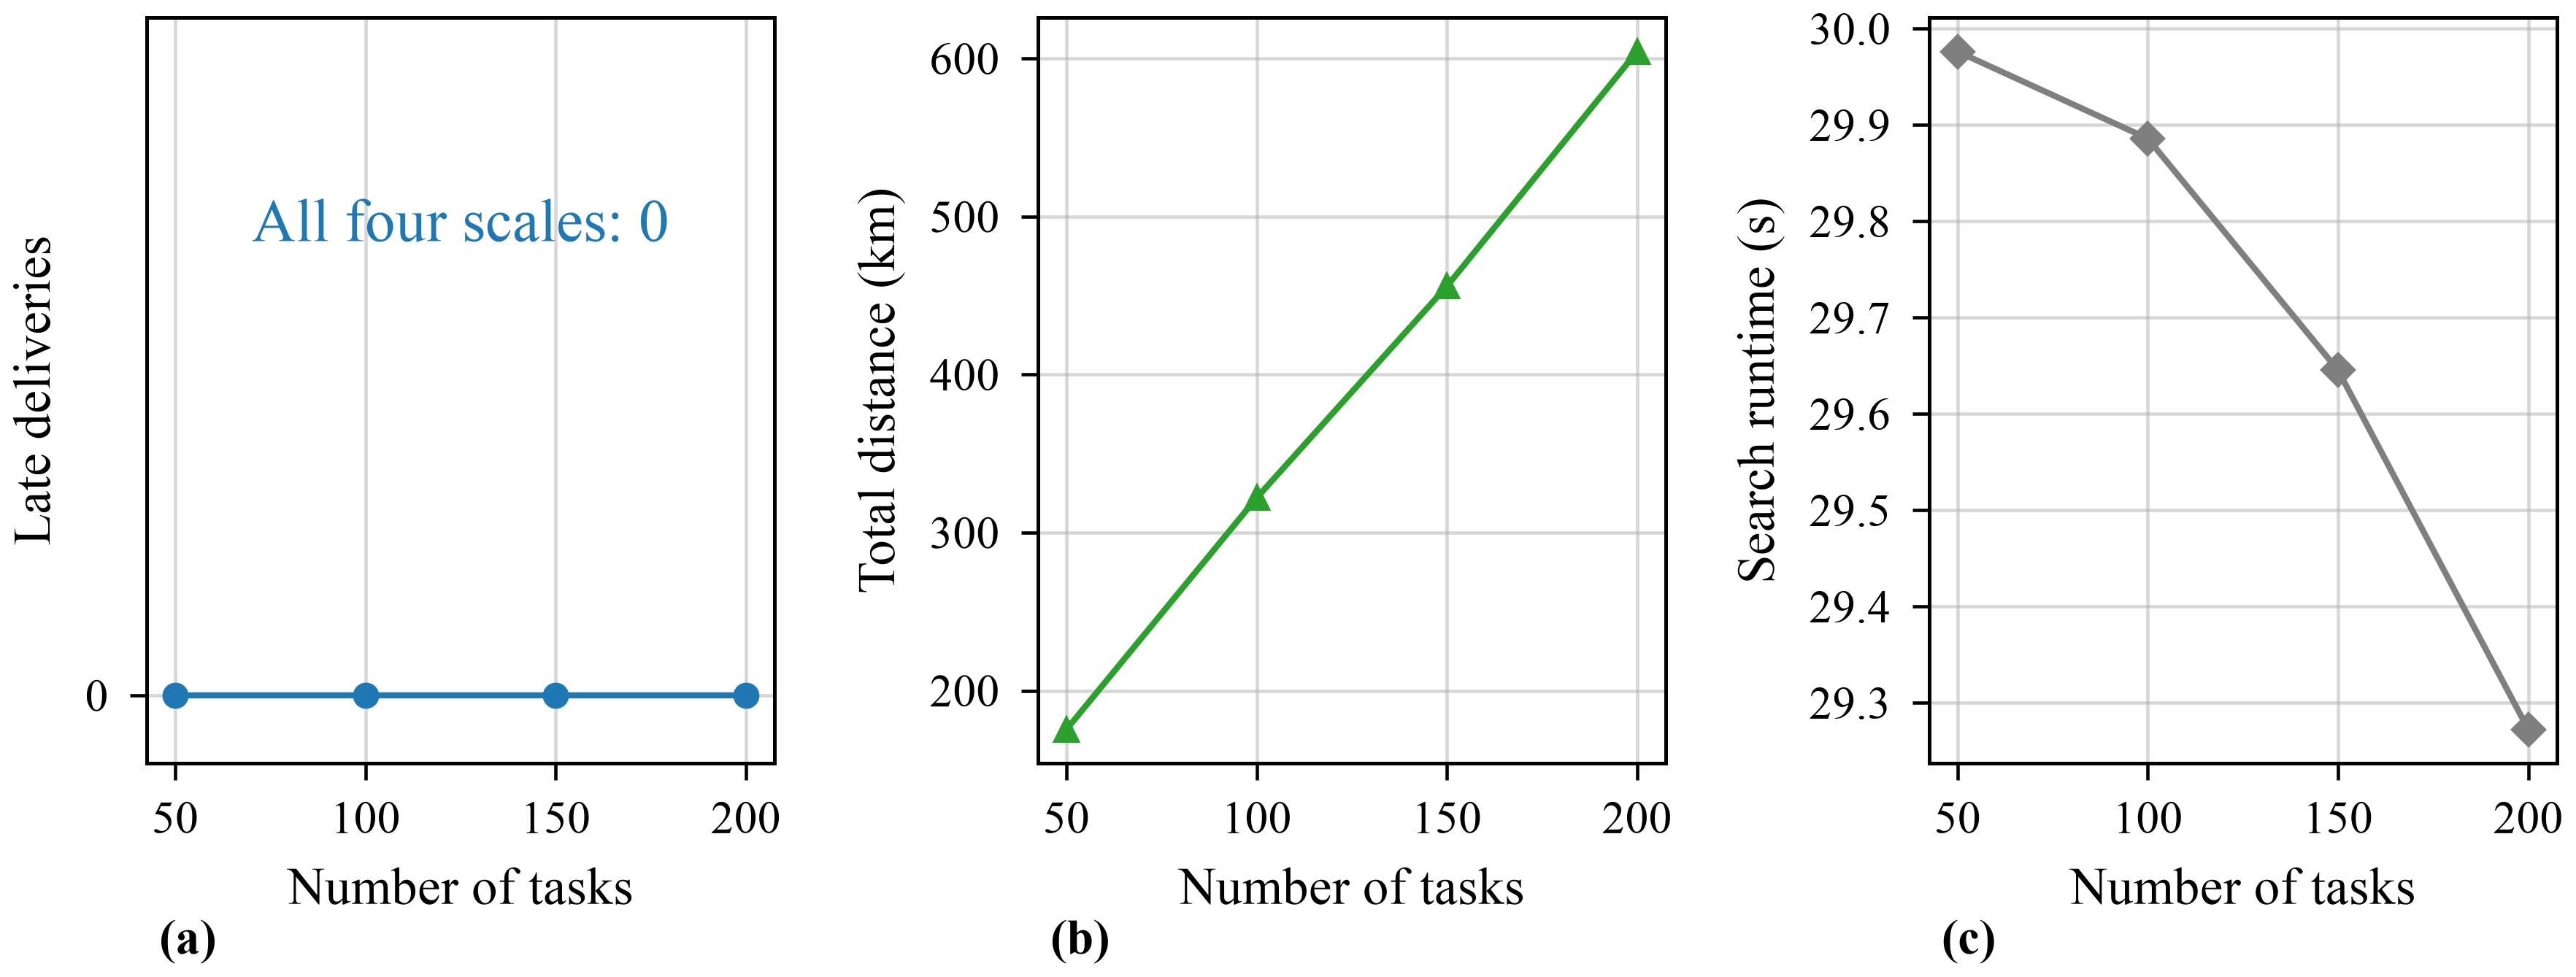 Late deliveries
All four scales: 0
0
50 100 150 200
Number of tasks
(a)
Total distance (km)
600
500
400
300
200
50 100 150 200
Number of tasks
(b)
Search runtime (s)
30.0
29.9
29.8
29.7
29.6
29.5
29.4
29.3
50 100 150 200
Number of tasks
(c)